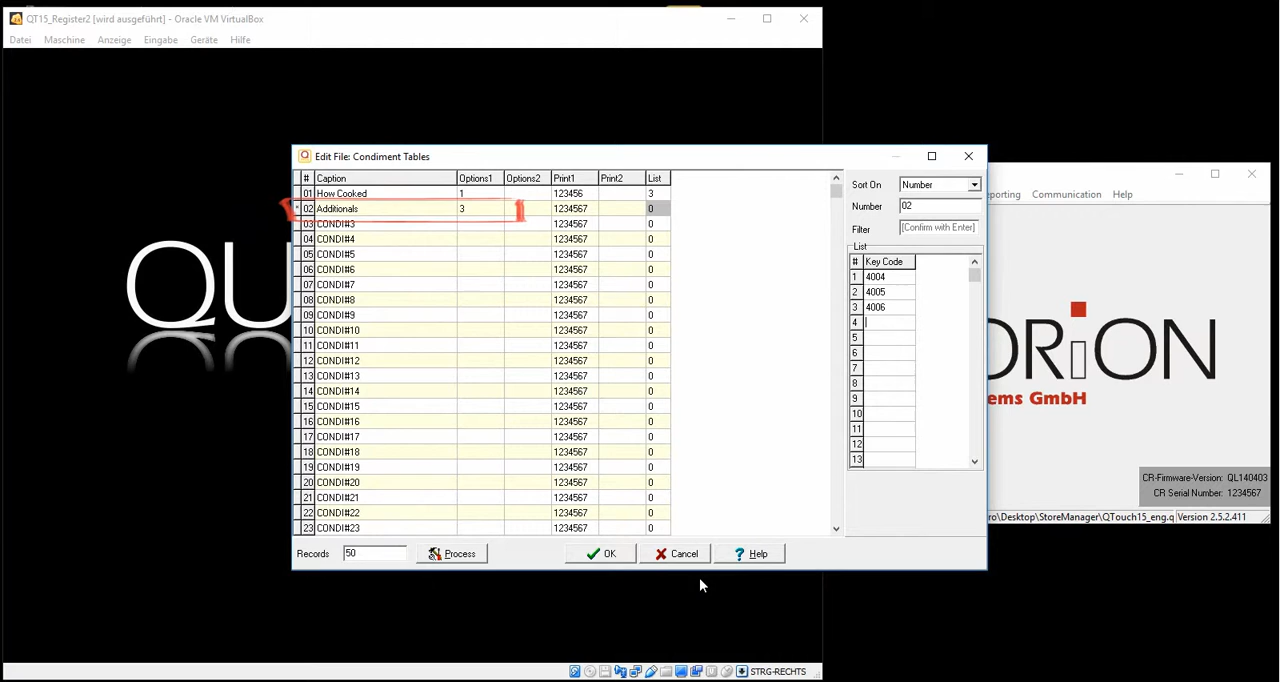 QT15_Register2 [wird ausgeführt] - Oracle VM VirtualBox
Datei Maschine Anzeige Eingabe Geräte Hilfe
Edit File: Condiment Tables
# Caption Options1 Options2 Print1 Print2 List
01 How Cooked 1 123456 3
* 02 Additionals 3 1234567 0
03 CONDI#3 1234567 0
04 CONDI#4 1234567 0
05 CONDI#5 1234567 0
06 CONDI#6 1234567 0
07 CONDI#7 1234567 0
08 CONDI#8 1234567 0
09 CONDI#9 1234567 0
10 CONDI#10 1234567 0
11 CONDI#11 1234567 0
12 CONDI#12 1234567 0
13 CONDI#13 1234567 0
14 CONDI#14 1234567 0
15 CONDI#15 1234567 0
16 CONDI#16 1234567 0
17 CONDI#17 1234567 0
18 CONDI#18 1234567 0
19 CONDI#19 1234567 0
20 CONDI#20 1234567 0
21 CONDI#21 1234567 0
22 CONDI#22 1234567 0
23 CONDI#23 1234567 0
Sort On Number
Number 02
Filter [Confirm with Enter]
List
# Key Code
1 4004
2 4005
3 4006
4
5
6
7
8
9
10
11
12
13
Records 50 Process OK Cancel Help
QU
porting Communication Help
ORiON
ems GmbH
CR-Firmware-Version: QL140403
CR Serial Number: 1234567
ro\Desktop\StoreManager\QTouch15_eng.q Version 2.5.2.411
STRG-RECHTS